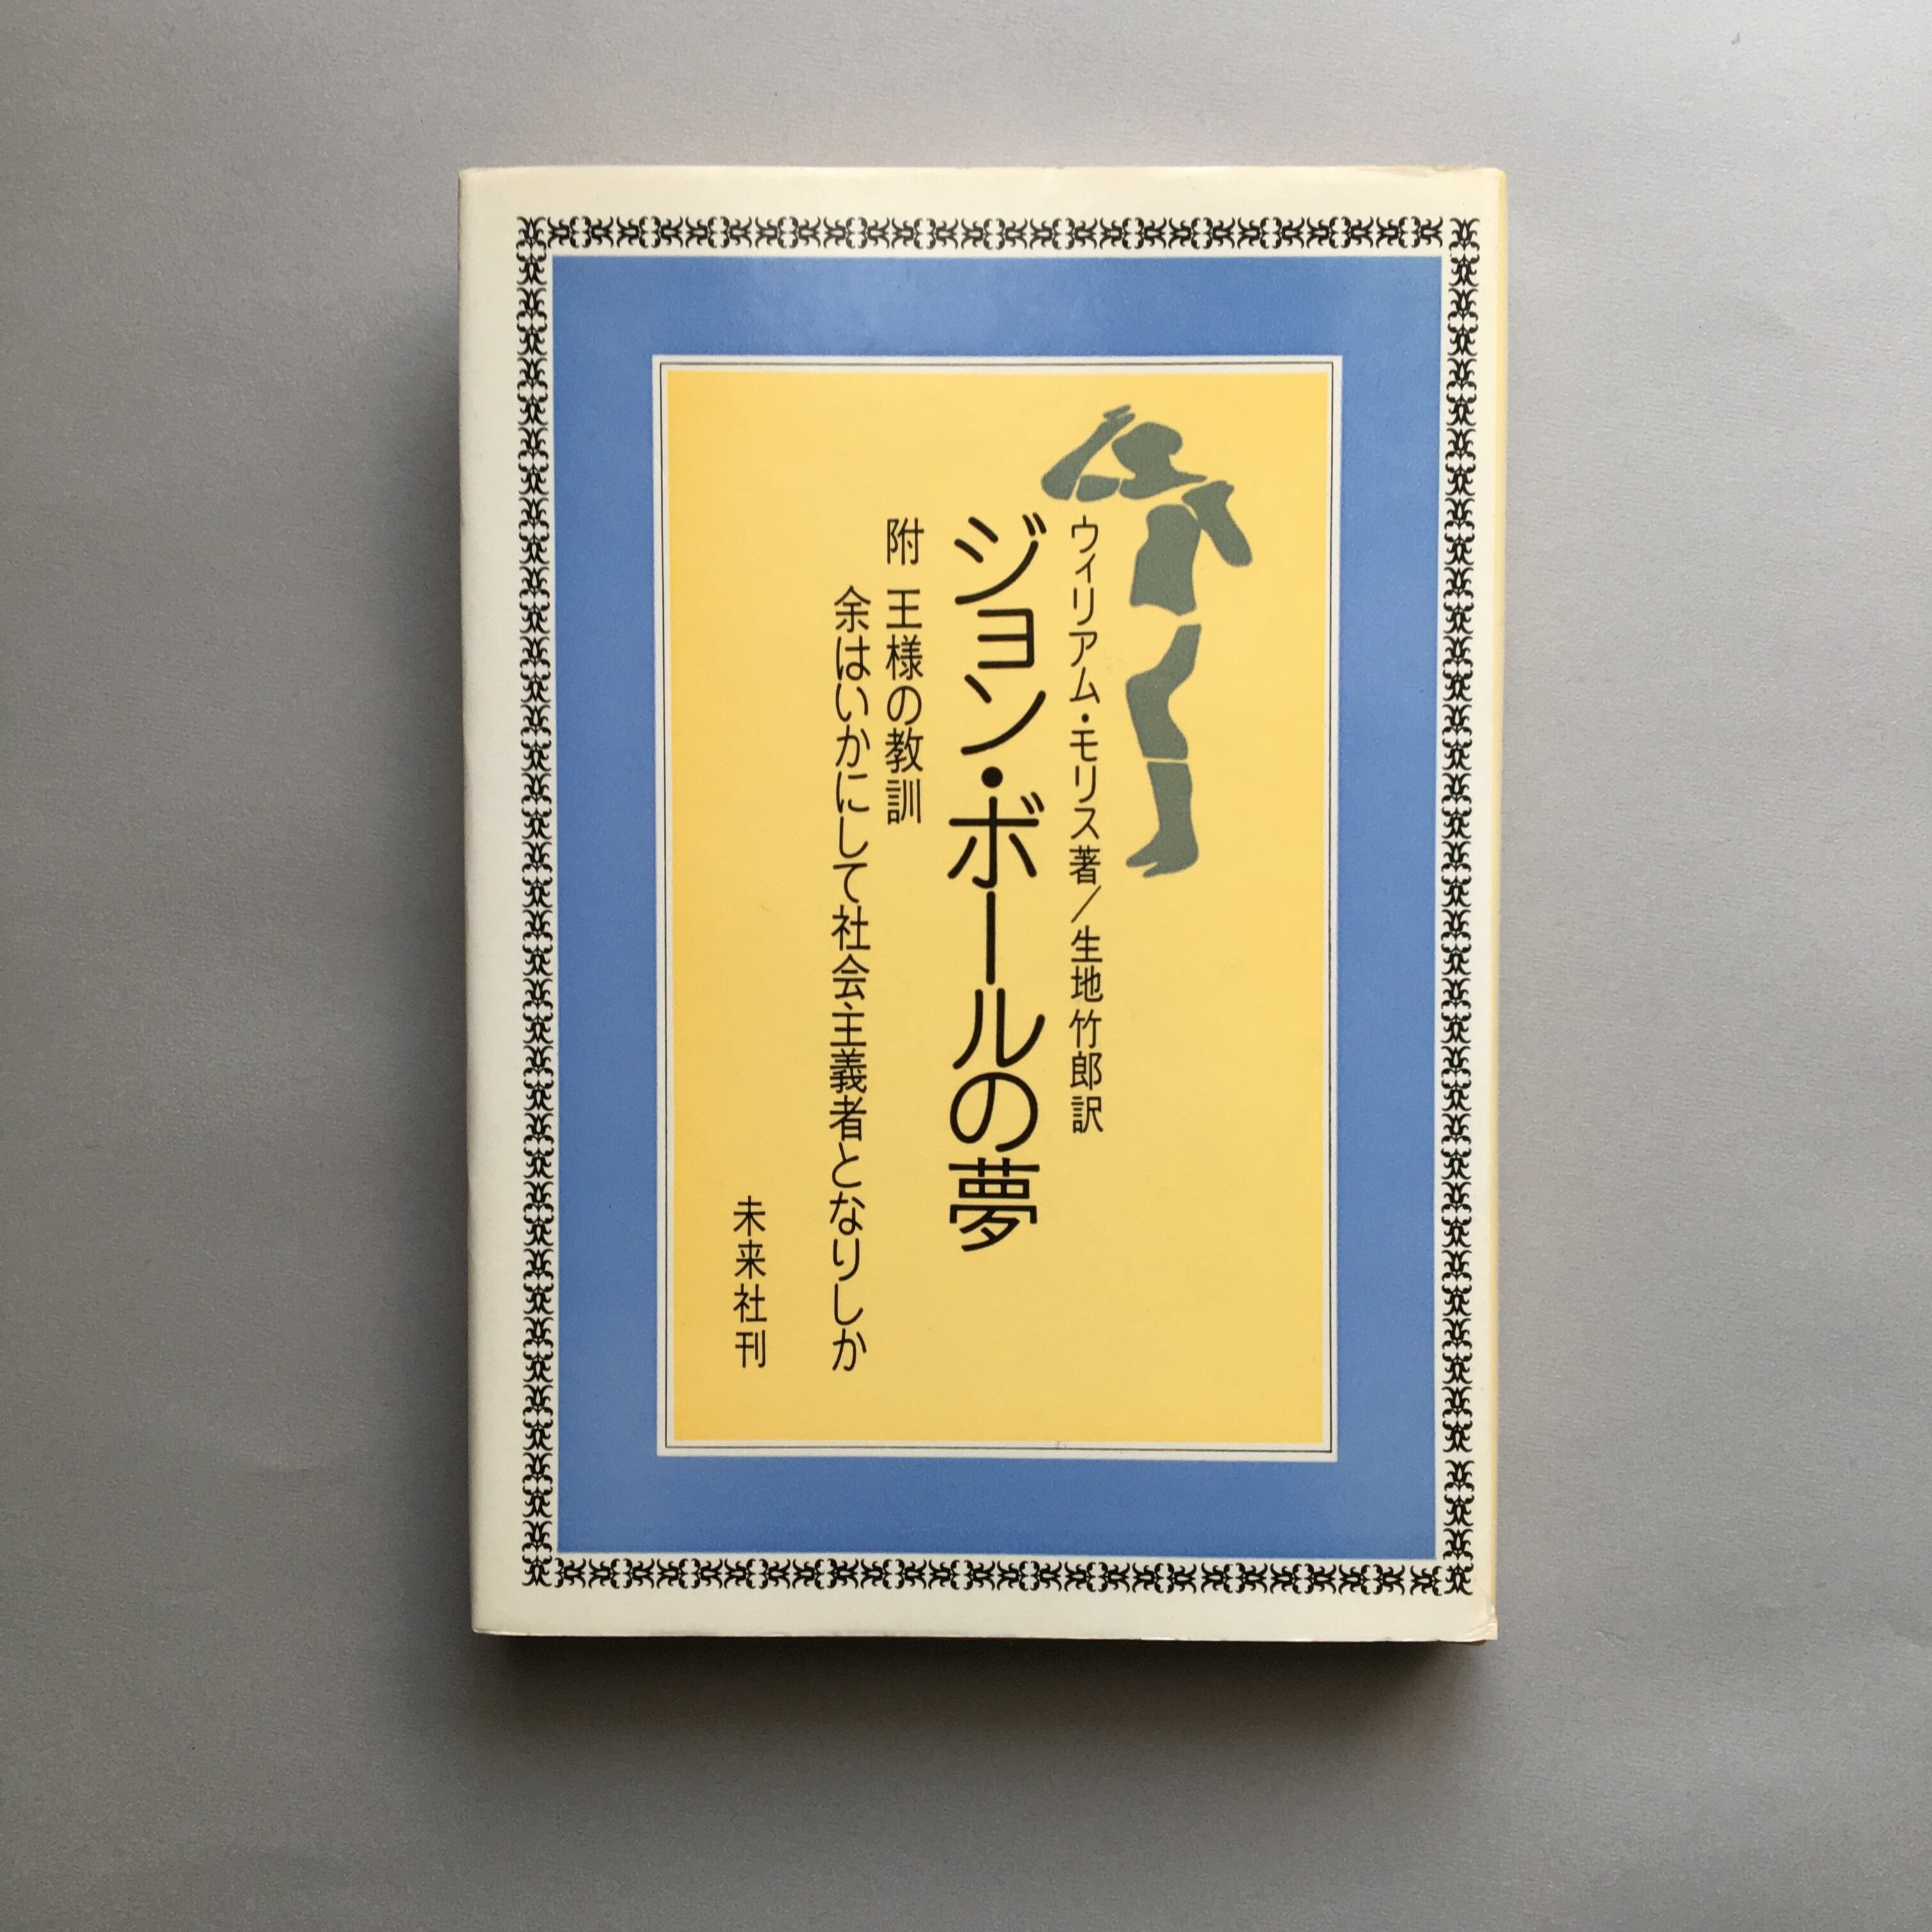 ウィリアム・モリス著／生地竹郎訳
ジョン・ボールの夢
附 王様の教訓
余はいかにして社会主義者となりしか
未来社刊